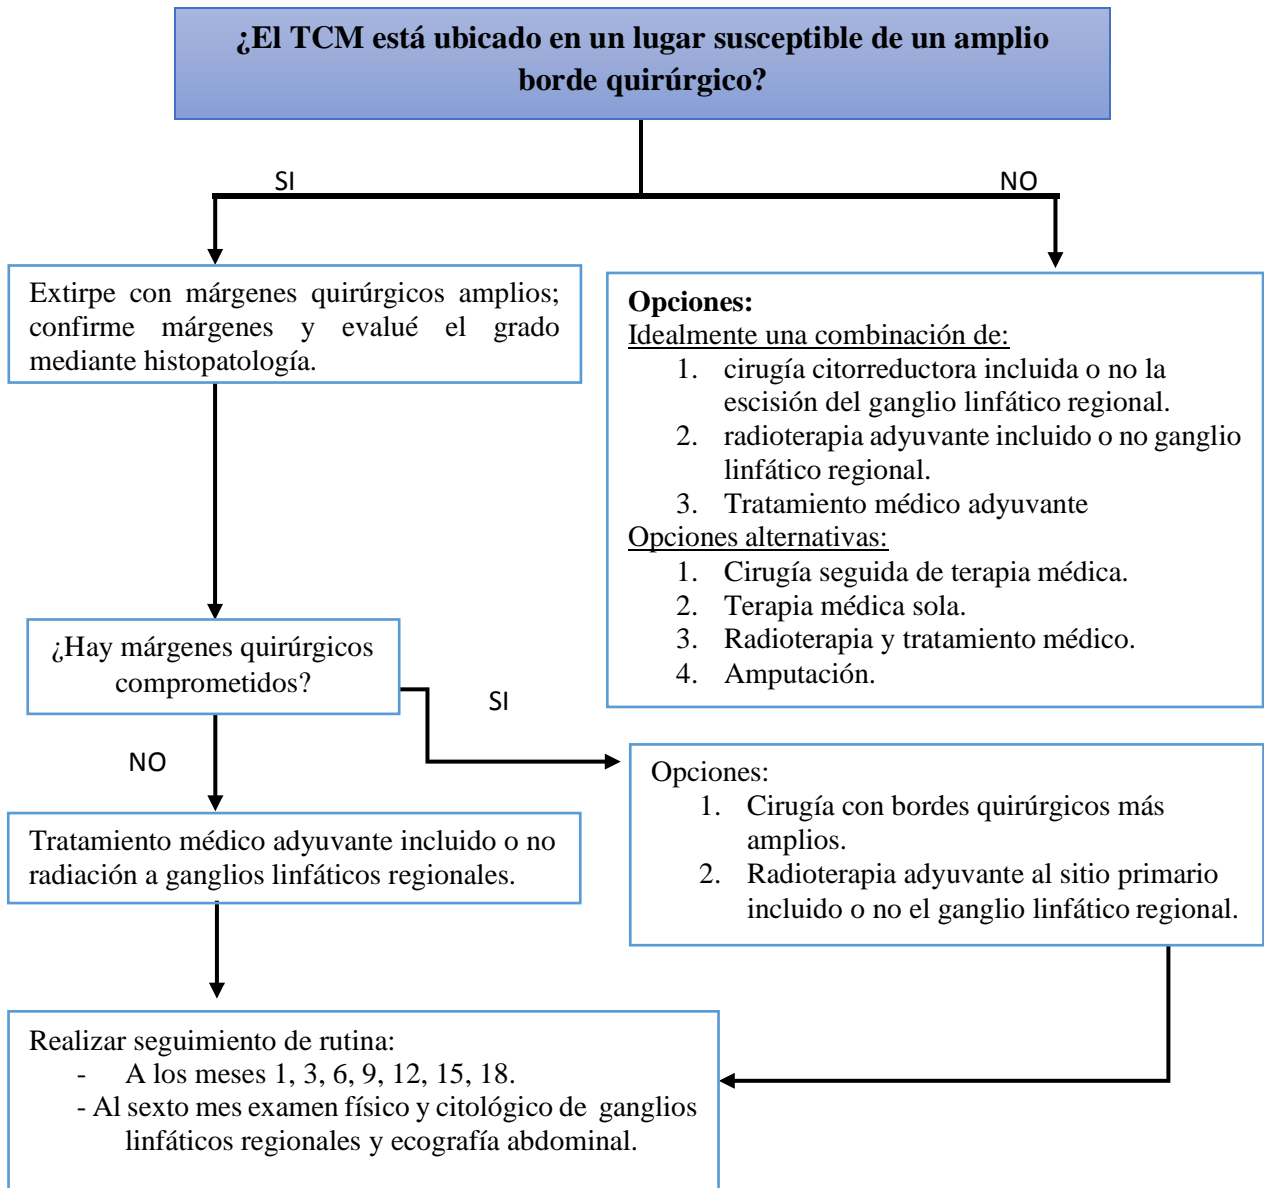 ¿El TCM está ubicado en un lugar susceptible de un amplio
borde quirúrgico?
SI
NO
Extirpe con márgenes quirúrgicos amplios;
confirme márgenes y evalué el grado
mediante histopatología.
Opciones:
Idealmente una combinación de:
1. cirugía citorreductora incluida o no la
escisión del ganglio linfático regional.
2. radioterapia adyuvante incluido o no ganglio
linfático regional.
3. Tratamiento médico adyuvante
Opciones alternativas:
1. Cirugía seguida de terapia médica.
2. Terapia médica sola.
3. Radioterapia y tratamiento médico.
4. Amputación.
¿Hay márgenes quirúrgicos
comprometidos?
SI
NO
Opciones:
1. Cirugía con bordes quirúrgicos más
amplios.
2. Radioterapia adyuvante al sitio primario
incluido o no el ganglio linfático regional.
Tratamiento médico adyuvante incluido o no
radiación a ganglios linfáticos regionales.
Realizar seguimiento de rutina:
- A los meses 1, 3, 6, 9, 12, 15, 18.
- Al sexto mes examen físico y citológico de ganglios
linfáticos regionales y ecografía abdominal.